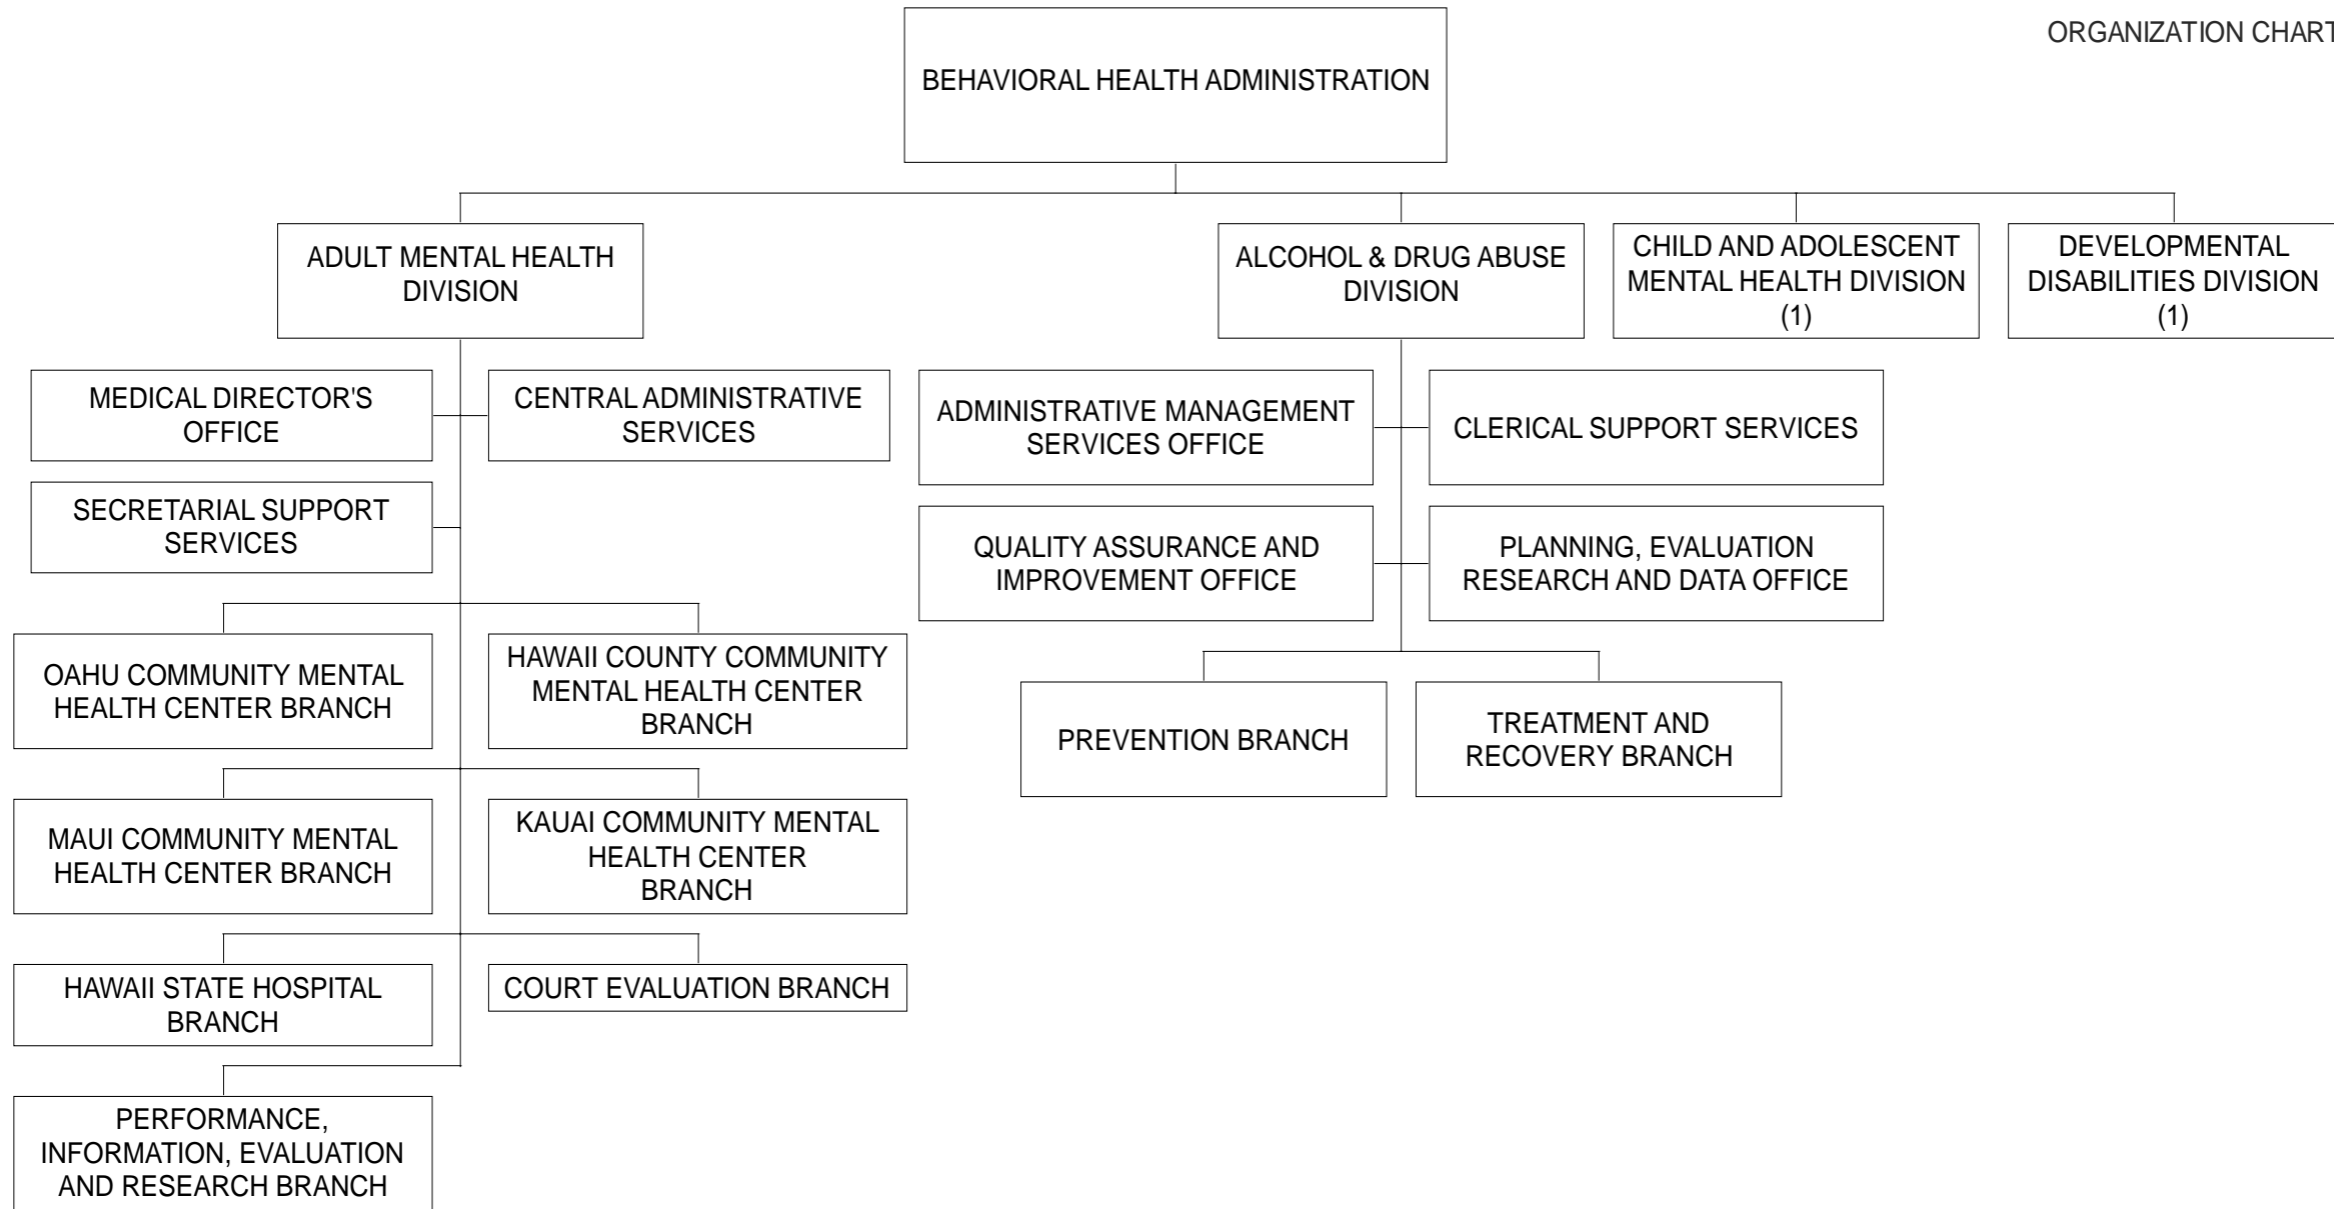 ORGANIZATION CHART
BEHAVIORAL HEALTH ADMINISTRATION
ADULT MENTAL HEALTH
DIVISION
ALCOHOL & DRUG ABUSE
DIVISION
CHILD AND ADOLESCENT
MENTAL HEALTH DIVISION
(1)
DEVELOPMENTAL
DISABILITIES DIVISION
(1)
MEDICAL DIRECTOR'S
OFFICE
CENTRAL ADMINISTRATIVE
SERVICES
SECRETARIAL SUPPORT
SERVICES
ADMINISTRATIVE MANAGEMENT
SERVICES OFFICE
CLERICAL SUPPORT SERVICES
QUALITY ASSURANCE AND
IMPROVEMENT OFFICE
PLANNING, EVALUATION
RESEARCH AND DATA OFFICE
OAHU COMMUNITY MENTAL
HEALTH CENTER BRANCH
HAWAII COUNTY COMMUNITY
MENTAL HEALTH CENTER
BRANCH
PREVENTION BRANCH
TREATMENT AND
RECOVERY BRANCH
MAUI COMMUNITY MENTAL
HEALTH CENTER BRANCH
KAUAI COMMUNITY MENTAL
HEALTH CENTER
BRANCH
HAWAII STATE HOSPITAL
BRANCH
COURT EVALUATION BRANCH
PERFORMANCE,
INFORMATION, EVALUATION
AND RESEARCH BRANCH